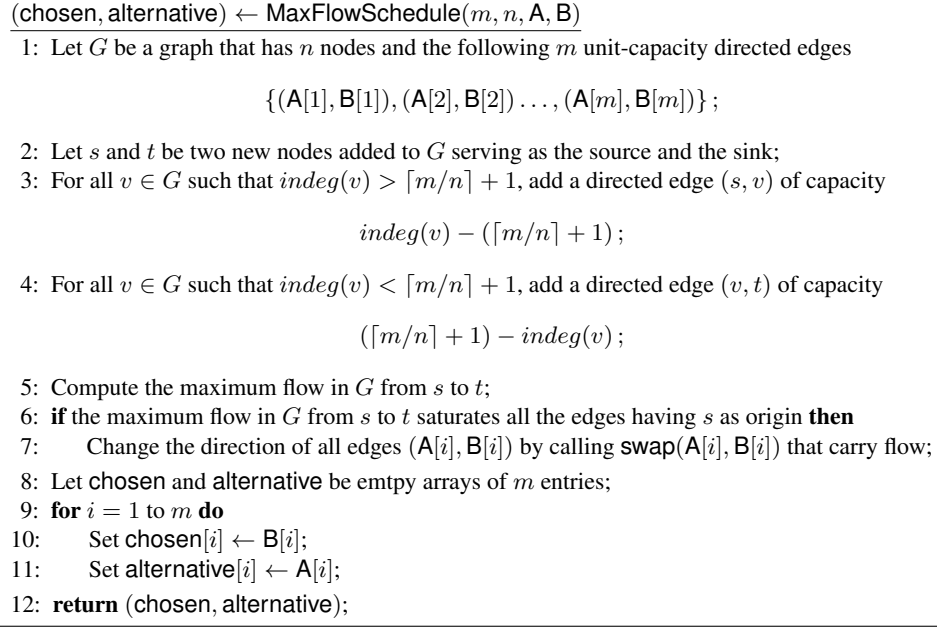 (chosen, alternative) ← MaxFlowSchedule(m, n, A, B)
1: Let G be a graph that has n nodes and the following m unit-capacity directed edges
{(A[1], B[1]), (A[2], B[2]) . . . , (A[m], B[m])} ;
2: Let s and t be two new nodes added to G serving as the source and the sink;
3: For all v ∈ G such that indeg(v) > ⌈m/n⌉ + 1, add a directed edge (s, v) of capacity
indeg(v) − (⌈m/n⌉ + 1) ;
4: For all v ∈ G such that indeg(v) < ⌈m/n⌉ + 1, add a directed edge (v, t) of capacity
(⌈m/n⌉ + 1) − indeg(v) ;
5: Compute the maximum flow in G from s to t;
6: if the maximum flow in G from s to t saturates all the edges having s as origin then
7: Change the direction of all edges (A[i], B[i]) by calling swap(A[i], B[i]) that carry flow;
8: Let chosen and alternative be emtpy arrays of m entries;
9: for i = 1 to m do
10: Set chosen[i] ← B[i];
11: Set alternative[i] ← A[i];
12: return (chosen, alternative);